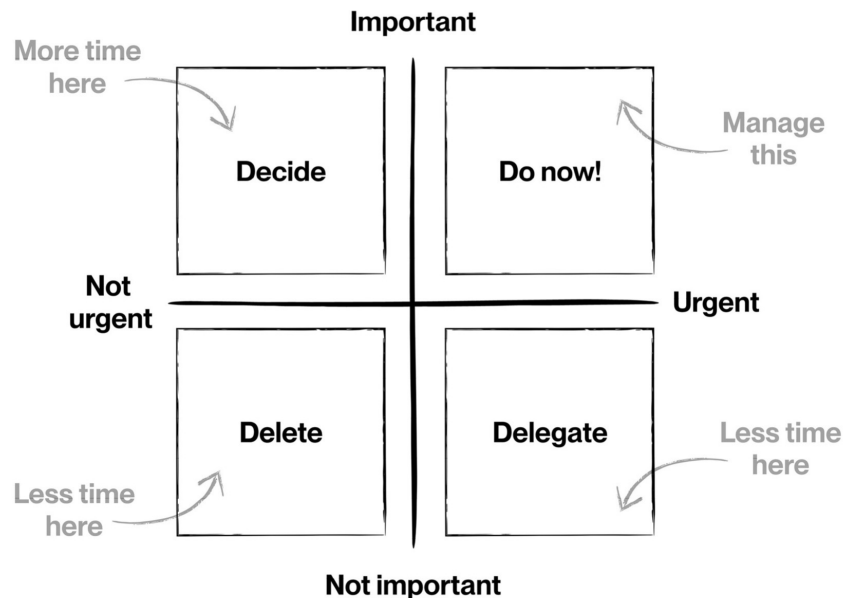 Important
More time
here
Manage
this
Decide
Do now!
Not
urgent
Urgent
Delete
Delegate
Less time
here
Less time
here
Not important